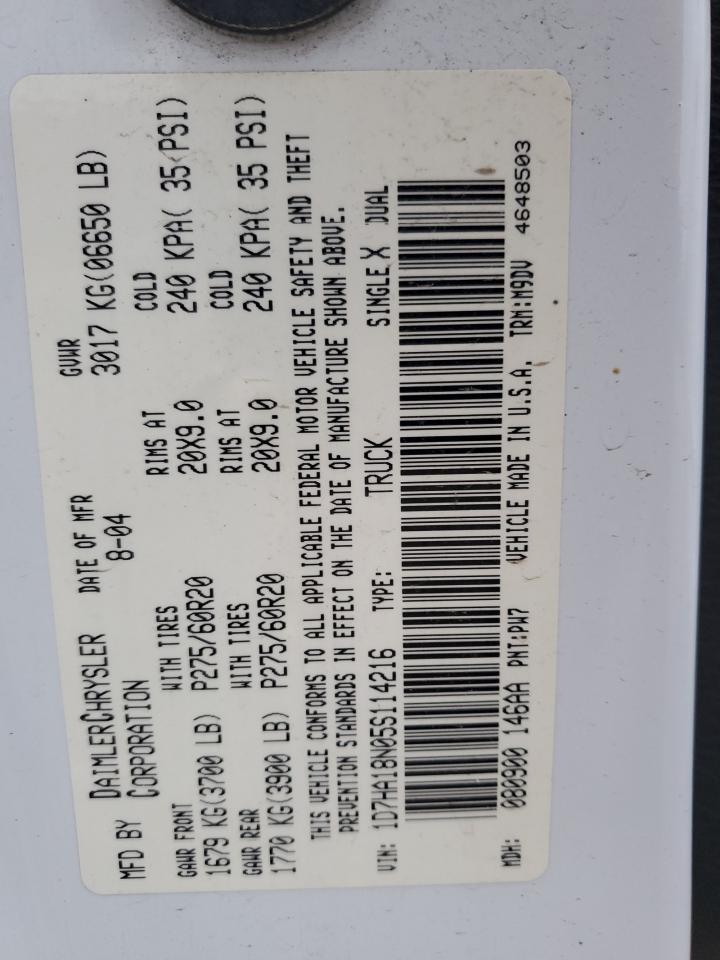 MFD BY DAIMLERCHRYSLER CORPORATION DATE OF MFR 8-04 GVWR 3017 KG(06650 LB)
GAWR FRONT WITH TIRES RIMS AT COLD
1679 KG(3700 LB) P275/60R20 20X9.0 240 KPA( 35 PSI)
GAWR REAR WITH TIRES RIMS AT COLD
1770 KG(3900 LB) P275/60R20 20X9.0 240 KPA( 35 PSI)
THIS VEHICLE CONFORMS TO ALL APPLICABLE FEDERAL MOTOR VEHICLE SAFETY AND THEFT
PREVENTION STANDARDS IN EFFECT ON THE DATE OF MANUFACTURE SHOWN ABOVE.
VIN: 1D7HA18N05S114216 TYPE: TRUCK SINGLE X DUAL
MDH: 080900 146AA PNT:PW7 VEHICLE MADE IN U.S.A. TRM:M9DV 4648503